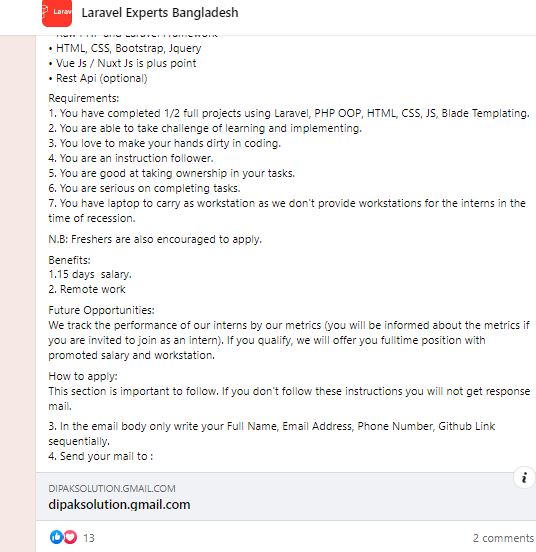 Larav
Laravel Experts Bangladesh
• Raw PHP and Laravel Framework
• HTML, CSS, Bootstrap, Jquery
• Vue Js / Nuxt Js is plus point
• Rest Api (optional)
Requirements:
1. You have completed 1/2 full projects using Laravel, PHP OOP, HTML, CSS, JS, Blade Templating.
2. You are able to take challenge of learning and implementing.
3. You love to make your hands dirty in coding.
4. You are an instruction follower.
5. You are good at taking ownership in your tasks.
6. You are serious on completing tasks.
7. You have laptop to carry as workstation as we don't provide workstations for the interns in the
time of recession.
N.B: Freshers are also encouraged to apply.
Benefits:
1.15 days  salary.
2. Remote work
Future Opportunities:
We track the performance of our interns by our metrics (you will be informed about the metrics if
you are invited to join as an intern). If you qualify, we will offer you fulltime position with
promoted salary and workstation.
How to apply:
This section is important to follow. If you don't follow these instructions you will not get response
mail.
3. In the email body only write your Full Name, Email Address, Phone Number, Github Link
sequentially.
4. Send your mail to :
DIPAKSOLUTION.GMAIL.COM
dipaksolution.gmail.com
13
2 comments